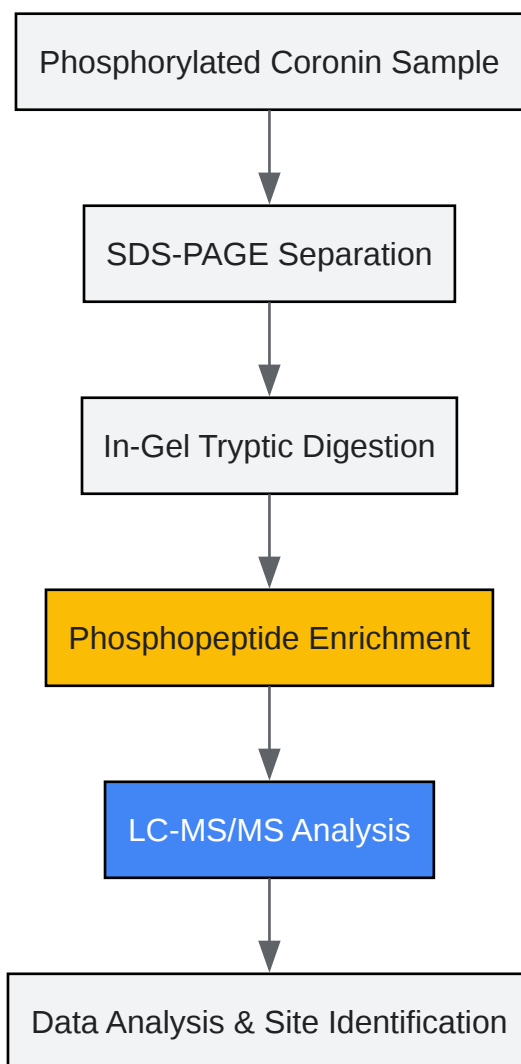 Phosphorylated Coronin Sample
SDS-PAGE Separation
In-Gel Tryptic Digestion
Phosphopeptide Enrichment
LC-MS/MS Analysis
Data Analysis & Site Identification